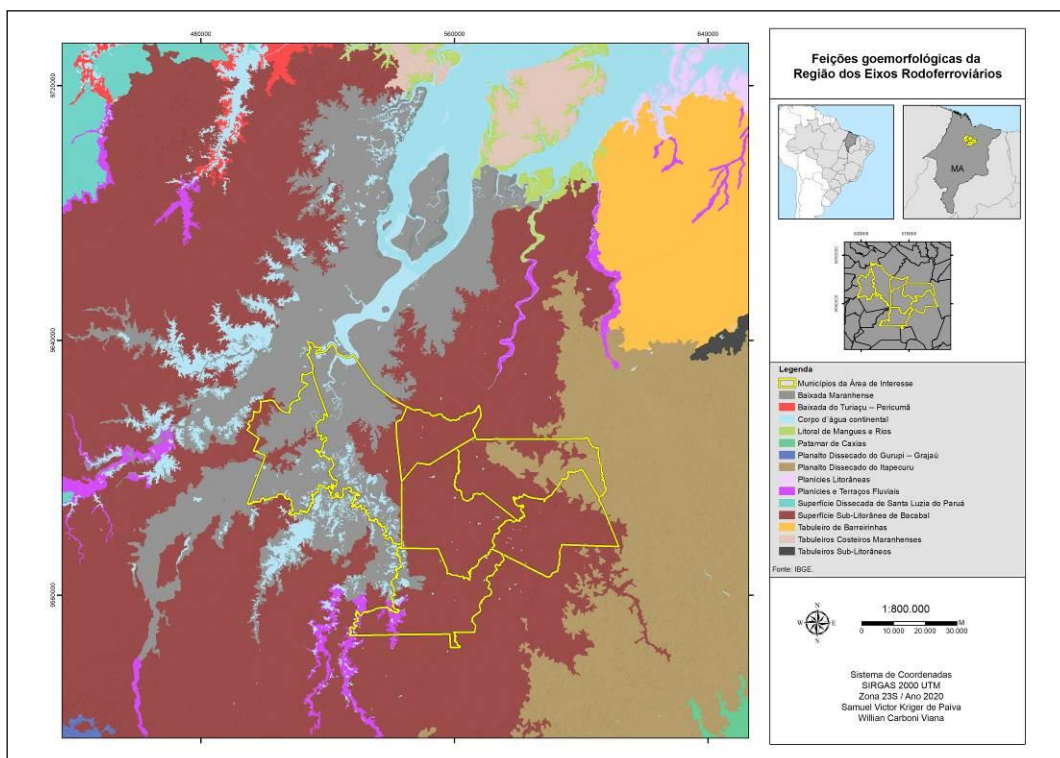 Feições goemorfológicas da
Região dos Eixos Rodoferroviários
480000
560000
640000
9720000
9640000
9560000
MA
Legenda
Municípios da Área de Interesse
Baixada Maranhense
Baixada do Turiaçu -- Pericumã
Corpo d´água continental
Litoral de Mangues e Rios
Patamar de Caxias
Planalto Dissecado do Gurupi -- Grajaú
Planalto Dissecado do Itapecuru
Planícies Litorâneas
Planícies e Terraços Fluviais
Superfície Dissecada de Santa Luzia do Paruá
Superfície Sub-Litorânea de Bacabal
Tabuleiro de Barreirinhas
Tabuleiros Costeiros Maranhenses
Tabuleiros Sub-Litorâneos
Fonte: IBGE.
N
W
E
S
1:800.000
0
10.000
20.000
30.000
M
Sistema de Coordenadas
SIRGAS 2000 UTM
Zona 23S / Ano 2020
Samuel Victor Kriger de Paiva
Willian Carboni Viana